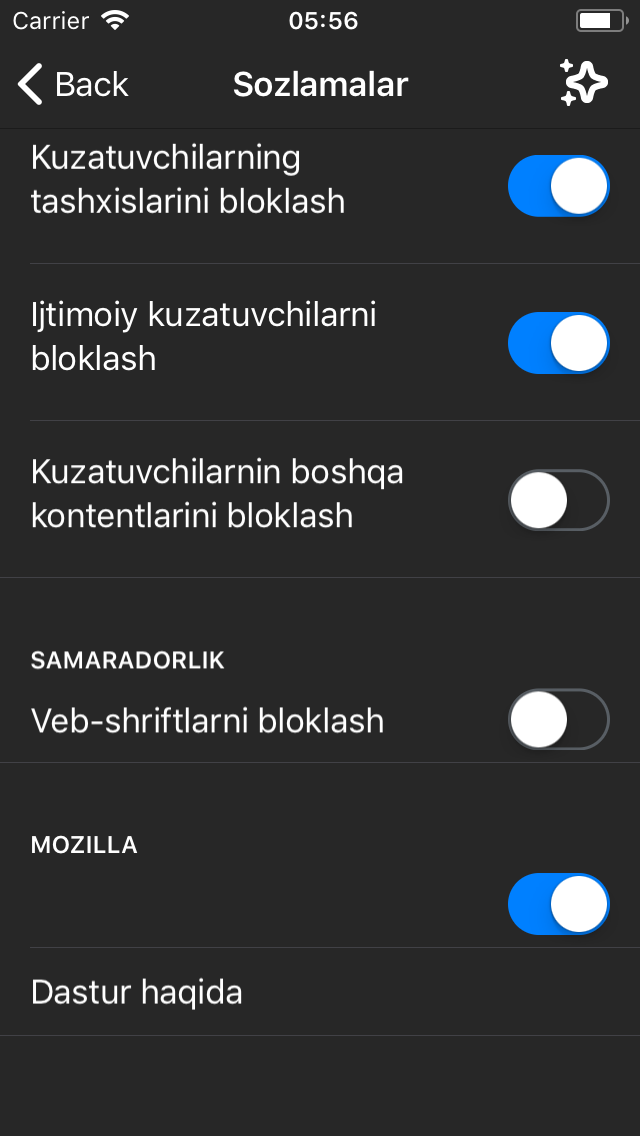 Carrier 05:56
Back Sozlamalar
Kuzatuvchilarning
tashxislarini bloklash
Ijtimoiy kuzatuvchilarni
bloklash
Kuzatuvchilarnin boshqa
kontentlarini bloklash
SAMARADORLIK
Veb-shriftlarni bloklash
MOZILLA
Dastur haqida